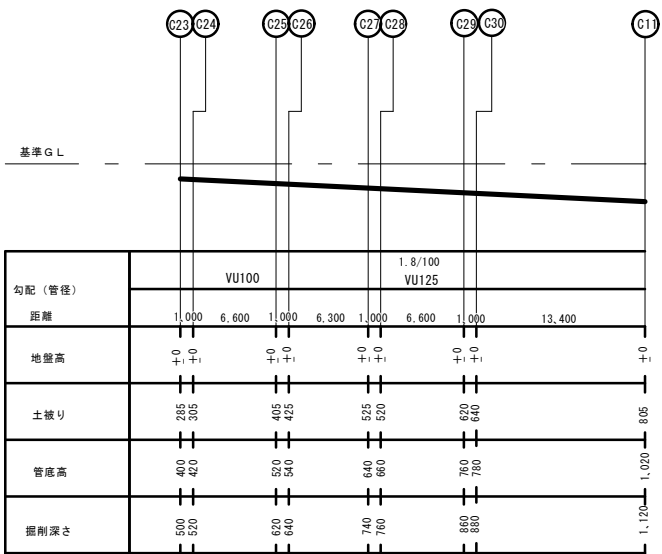 C23 C24 C25 C26 C27 C28 C29 C30 C11
基準ＧＬ
1.8/100
勾配（管径） VU100 VU125
距離 1,000 6,600 1,000 6,300 1,000 6,600 1,000 13,400
地盤高 ±0 ±0 ±0 ±0 ±0 ±0 ±0 ±0 ±0
土被り 285 305 405 425 525 520 620 640 805
管底高 400 420 520 540 640 660 760 780 1,020
掘削深さ 500 520 620 640 740 760 860 880 1,120